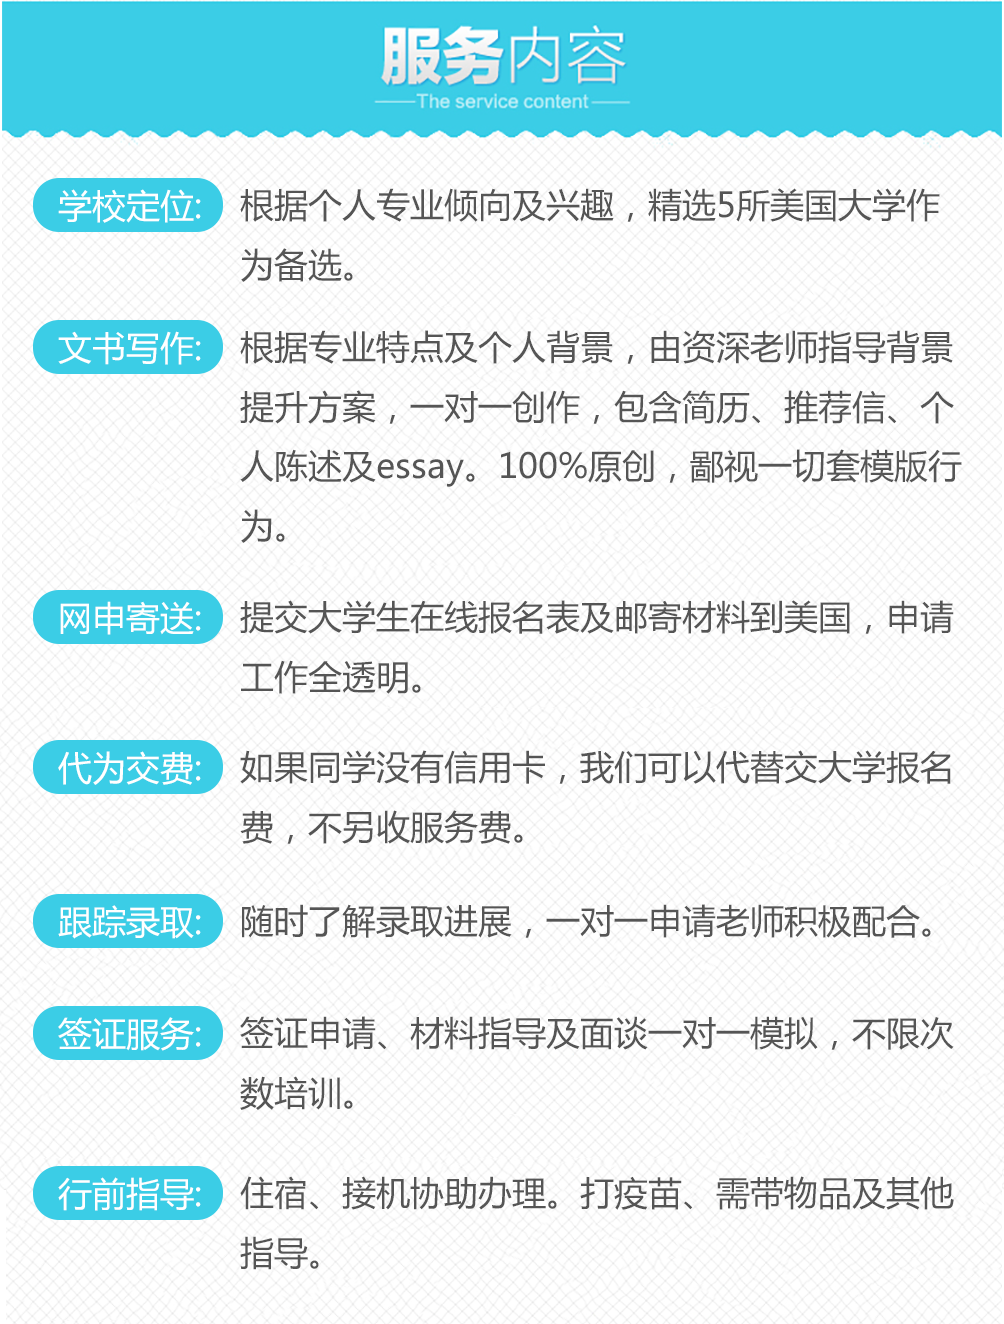 服务内容
The service content
学校定位: 根据个人专业倾向及兴趣，精选5所美国大学作
为备选。
文书写作: 根据专业特点及个人背景，由资深老师指导背景
提升方案，一对一创作，包含简历、推荐信、个
人陈述及essay。100%原创，鄙视一切套模版行
为。
网申寄送: 提交大学生在线报名表及邮寄材料到美国，申请
工作全透明。
代为交费: 如果同学没有信用卡，我们可以代替交大学报名
费，不另收服务费。
跟踪录取: 随时了解录取进展，一对一申请老师积极配合。
签证服务: 签证申请、材料指导及面谈一对一模拟，不限次
数培训。
行前指导: 住宿、接机协助办理。打疫苗、需带物品及其他
指导。